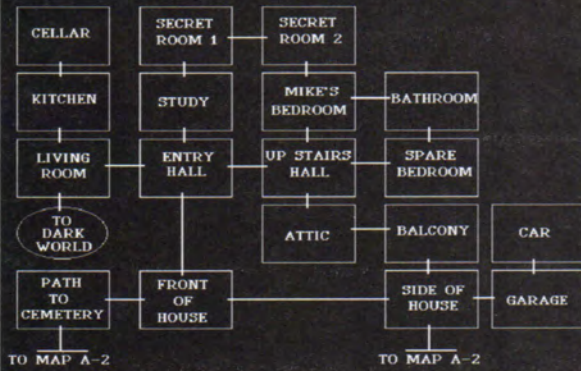 CELLAR
SECRET
ROOM 1
SECRET
ROOM 2
KITCHEN
STUDY
MIKE'S
BEDROOM
BATHROOM
LIVING
ROOM
ENTRY
HALL
UP STAIRS
HALL
SPARE
BEDROOM
TO
DARK
WORLD
ATTIC
BALCONY
CAR
PATH
TO
CEMETERY
FRONT
OF
HOUSE
SIDE OF
HOUSE
GARAGE
TO MAP A-2
TO MAP A-2